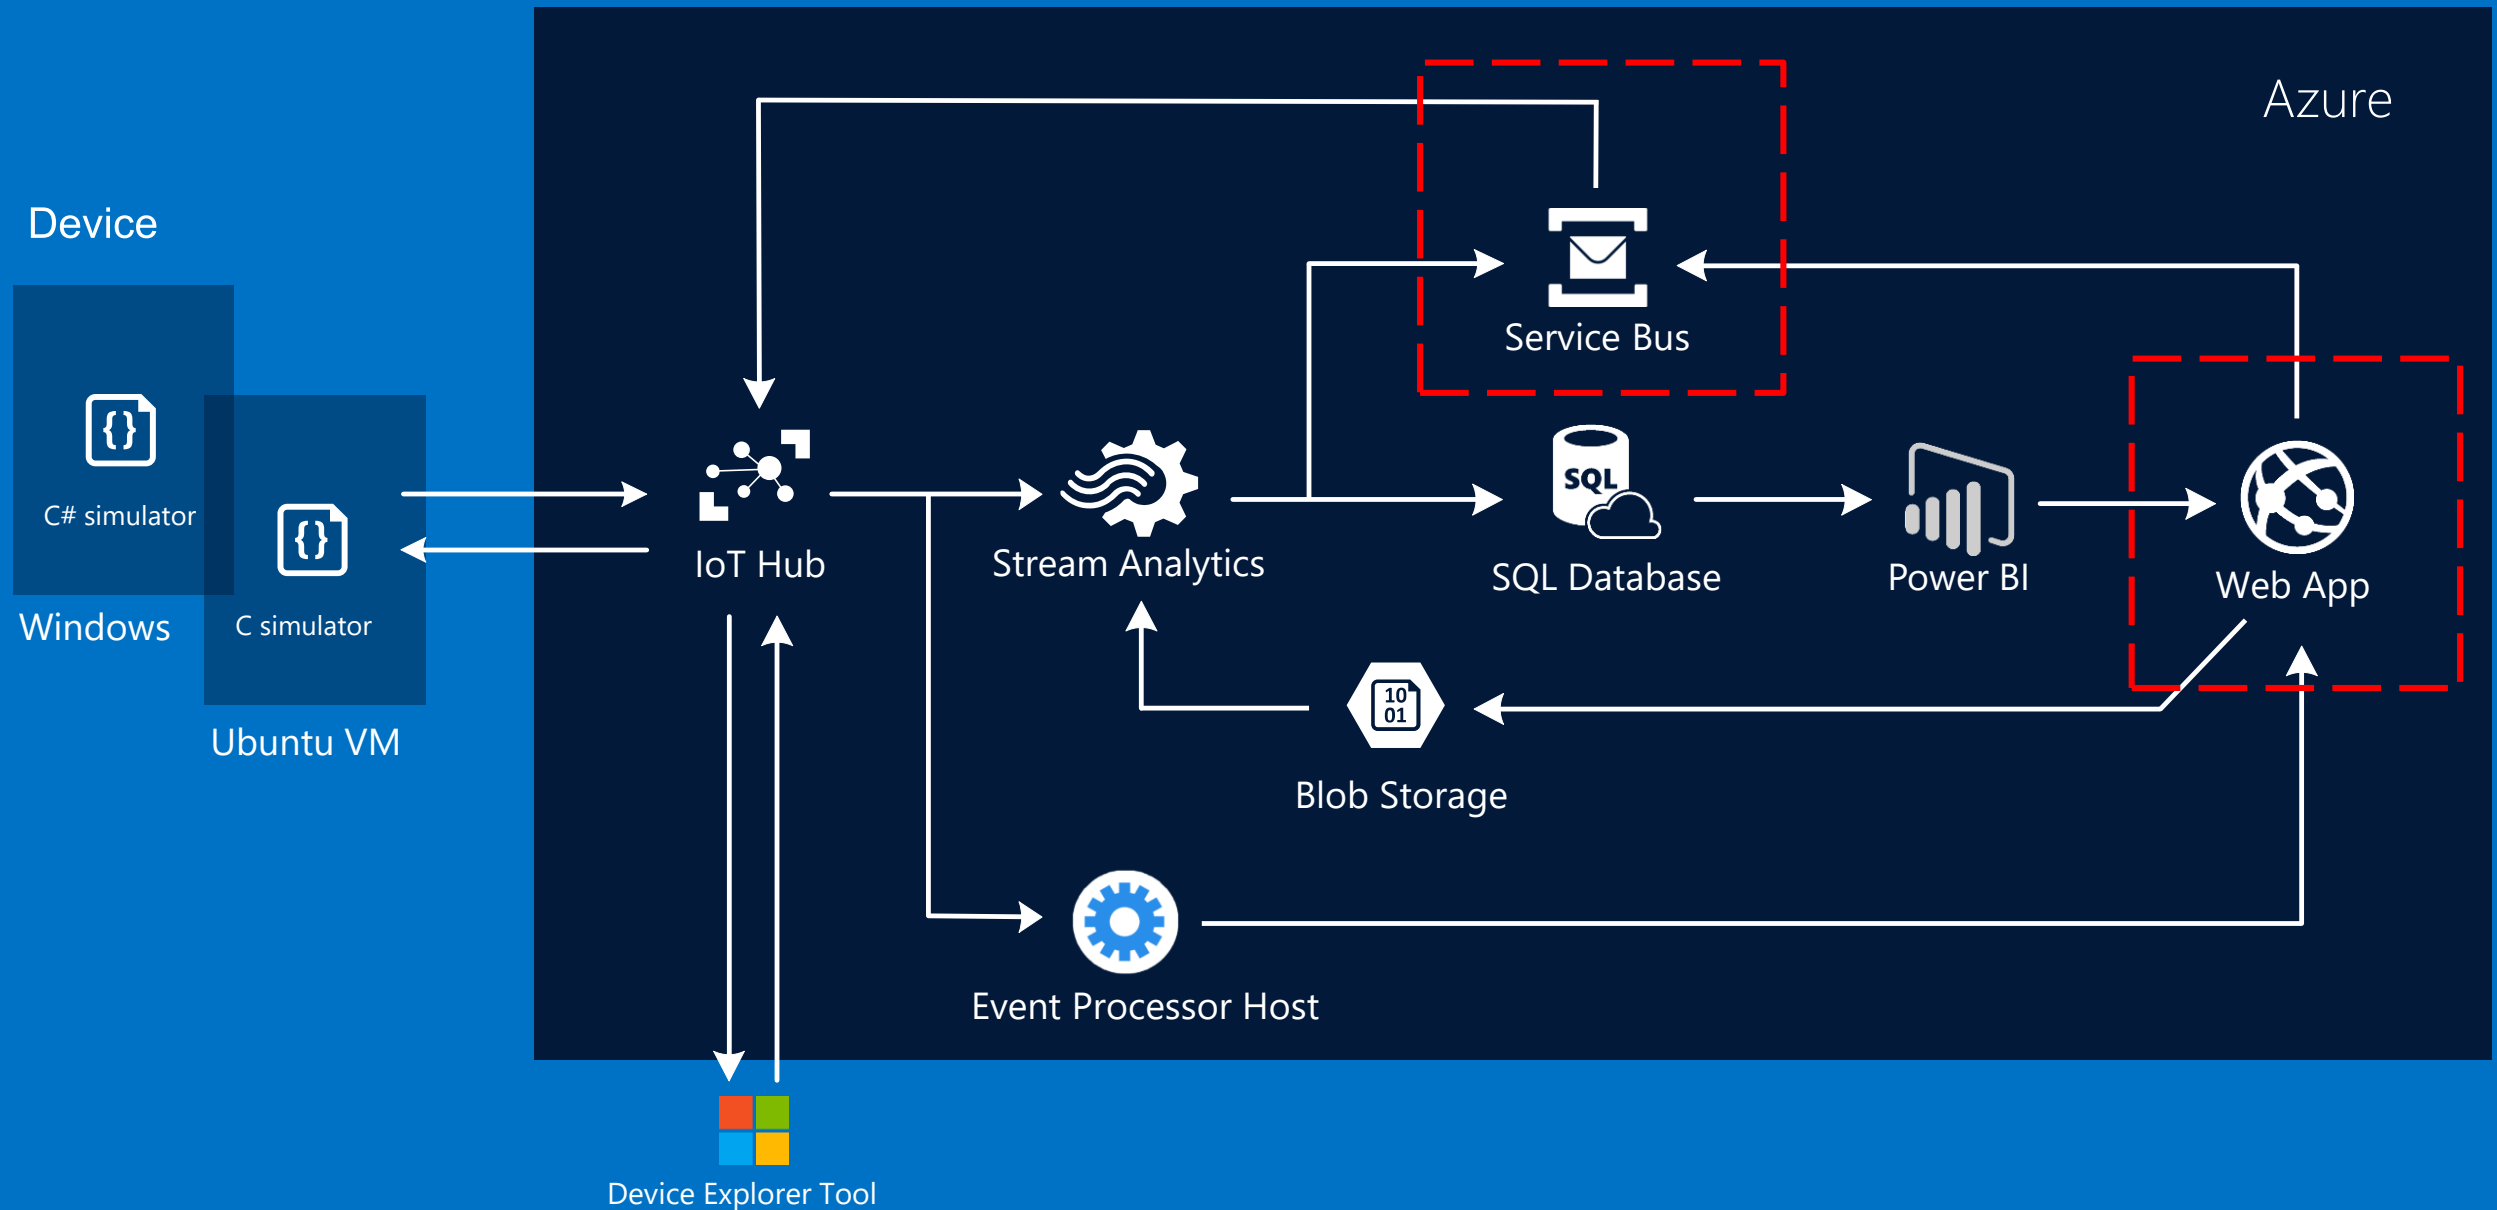 Azure
Device
Service Bus
SQL
C# simulator
IoT Hub
Stream Analytics
SQL Database
Power BI
Web App
Windows
C simulator
10
01
Ubuntu VM
Blob Storage
Event Processor Host
Device Explorer Tool